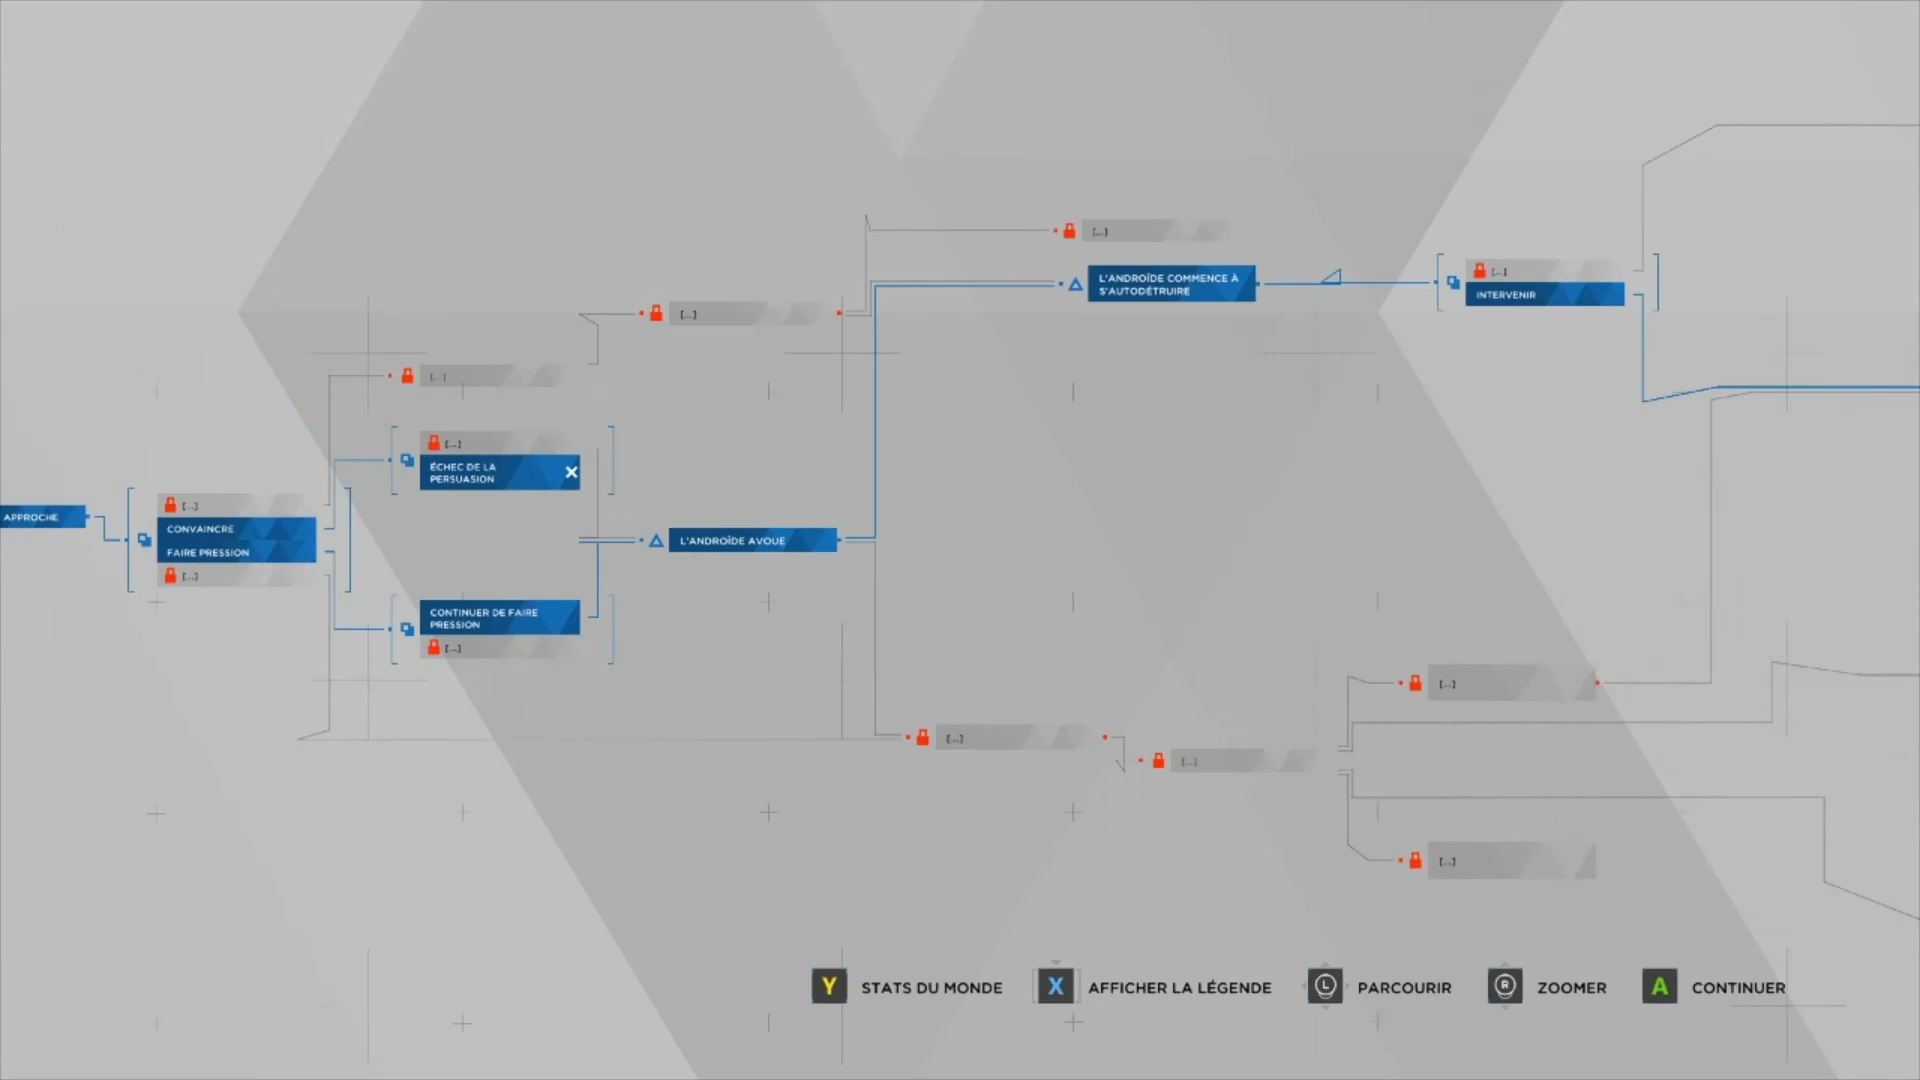 [...]
L'ANDROÏDE COMMENCE À
S'AUTODÉTRUIRE
[...]
INTERVENIR
[...]
[...]
[...]
ÉCHEC DE LA
PERSUASION
APPROCHE
[...]
CONVAINCRE
FAIRE PRESSION
[...]
L'ANDROÏDE AVOUE
CONTINUER DE FAIRE
PRESSION
[...]
[...]
[...]
[...]
[...]
Y STATS DU MONDE
X AFFICHER LA LÉGENDE
L PARCOURIR
R ZOOMER
A CONTINUER